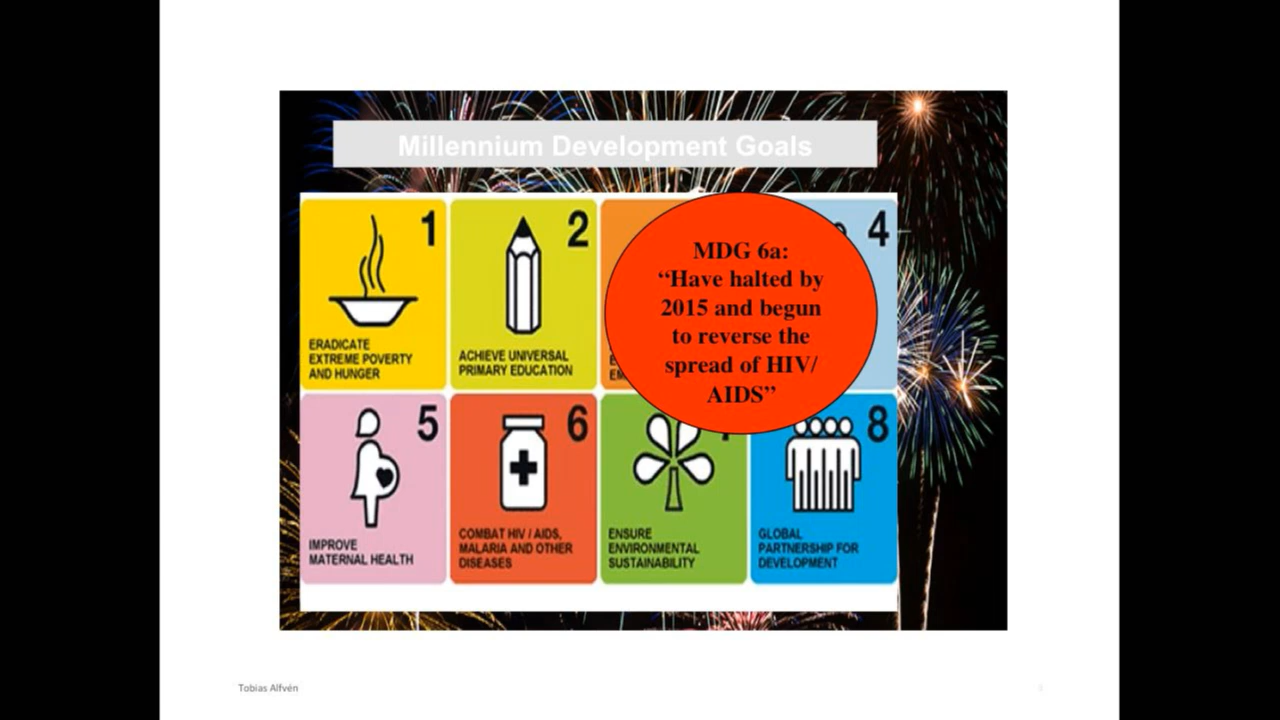 Millennium Development Goals
1
2
4
MDG 6a:
“Have halted by
2015 and begun
to reverse the
spread of HIV/
AIDS”
ERADICATE
EXTREME POVERTY
AND HUNGER
ACHIEVE UNIVERSAL
PRIMARY EDUCATION
5
6
8
IMPROVE
MATERNAL HEALTH
COMBAT HIV / AIDS,
MALARIA AND OTHER
DISEASES
ENSURE
ENVIRONMENTAL
SUSTAINABILITY
GLOBAL
PARTNERSHIP FOR
DEVELOPMENT
Tobias Alfvén